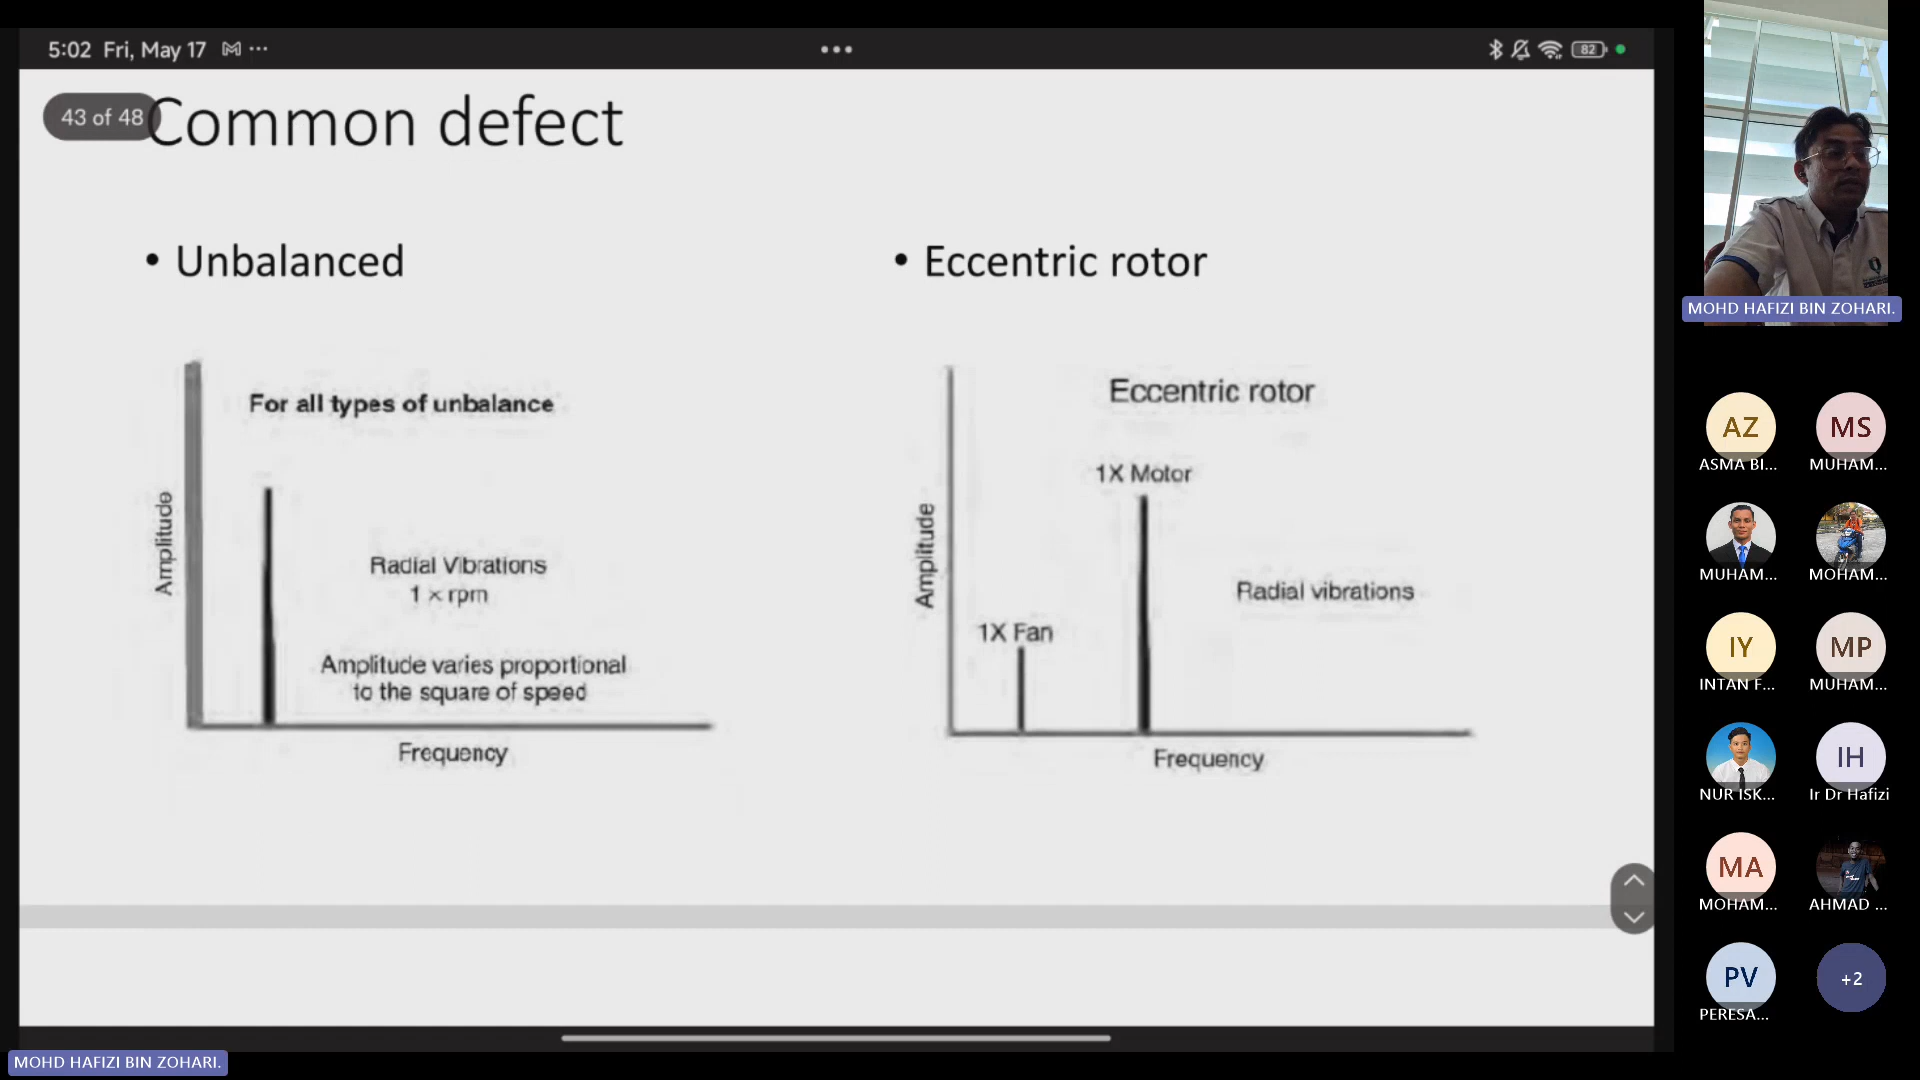 5:02 Fri, May 17
82
43 of 48
Common defect
• Unbalanced
• Eccentric rotor
For all types of unbalance
Amplitude
Radial Vibrations
1 × rpm
Amplitude varies proportional
to the square of speed
Frequency
Eccentric rotor
1X Motor
Amplitude
1X Fan
Radial vibrations
Frequency
MOHD HAFIZI BIN ZOHARI.
AZ
ASMA BI...
MS
MUHAM...
MUHAM...
MOHAM...
IY
INTAN F...
MP
MUHAM...
NUR ISK...
IH
Ir Dr Hafizi
MA
MOHAM...
AHMAD ...
PV
PERESA...
+2
MOHD HAFIZI BIN ZOHARI.